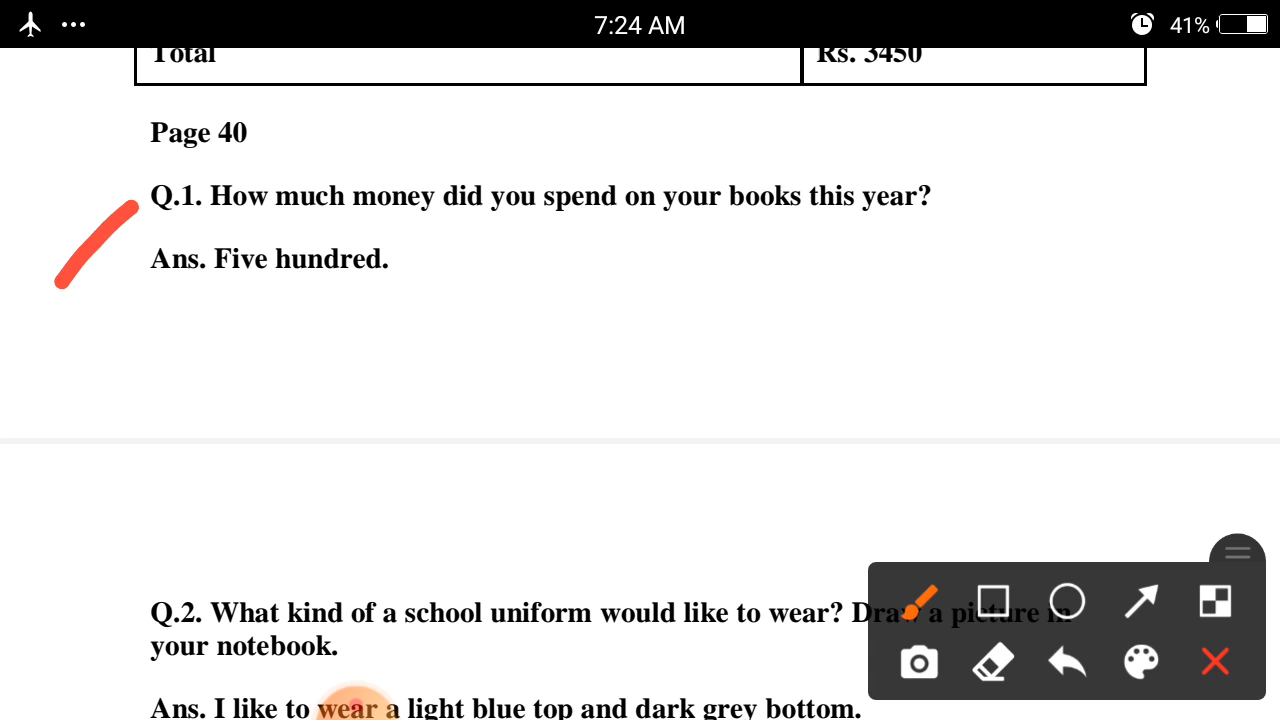 7:24 AM
41%
Total
Rs. 3450
Page 40
Q.1. How much money did you spend on your books this year?
Ans. Five hundred.
Q.2. What kind of a school uniform would like to wear? Draw a picture in
your notebook.
Ans. I like to wear a light blue top and dark grey bottom.